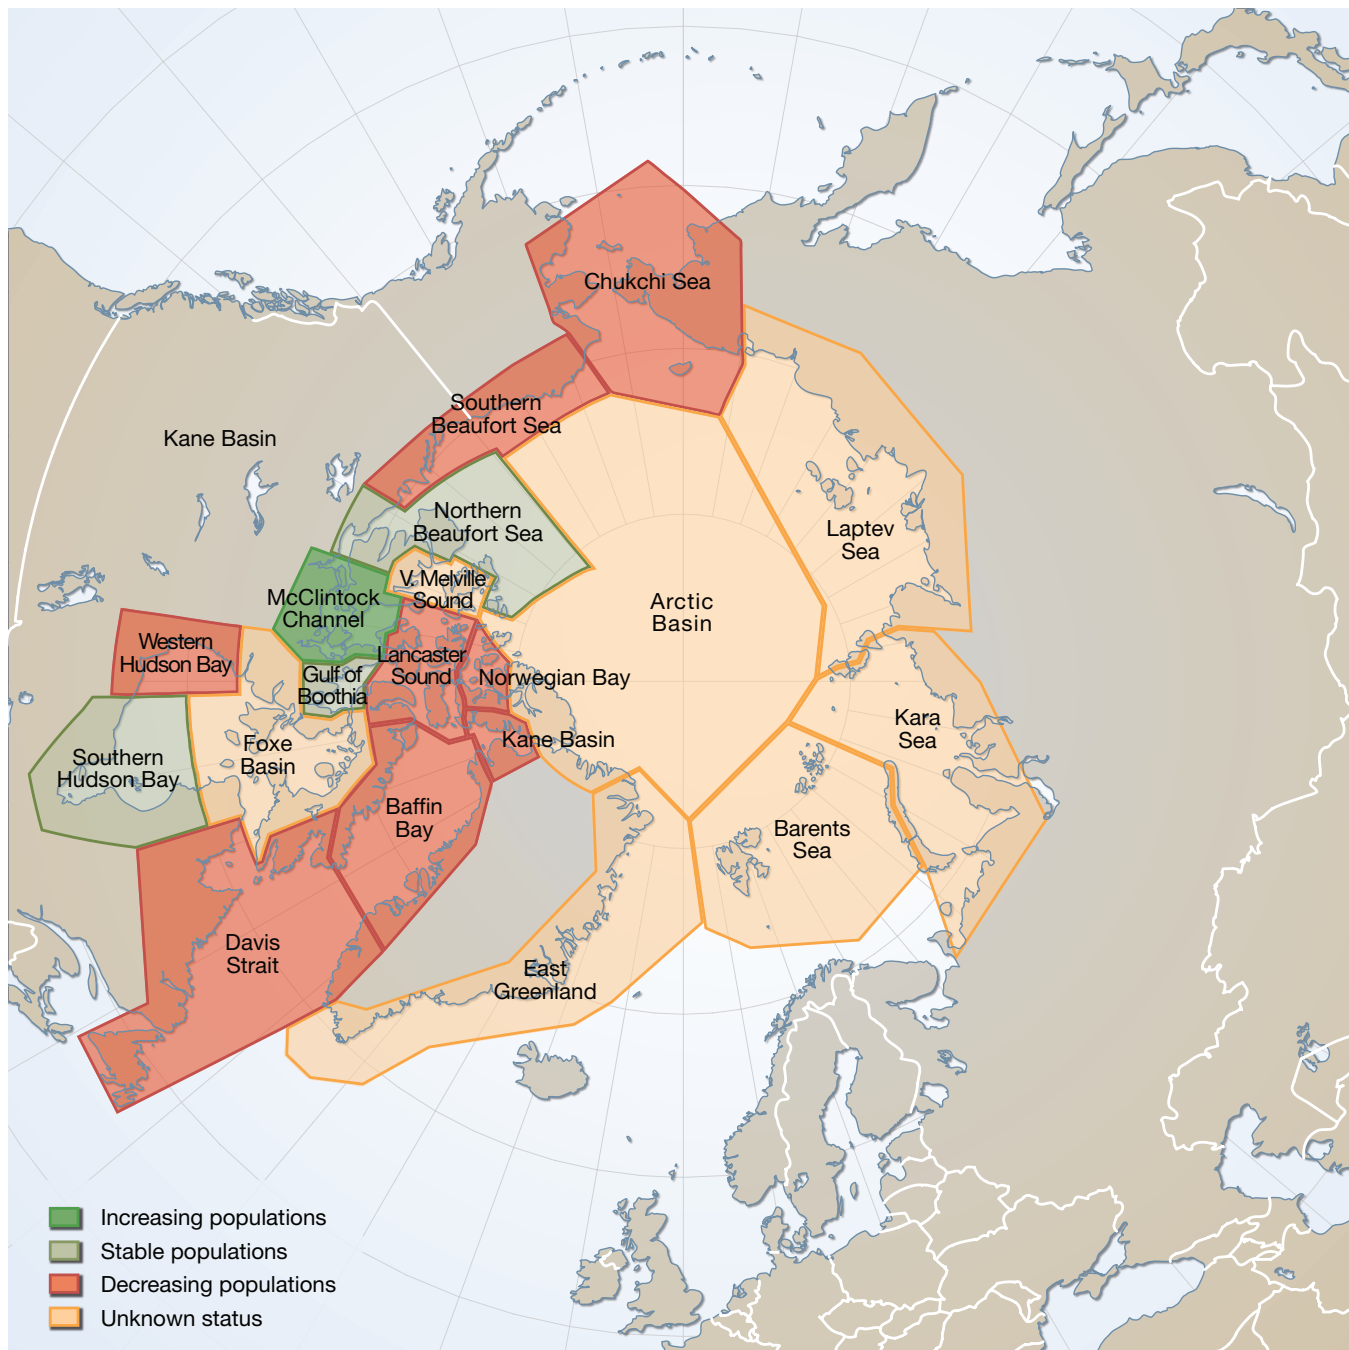 Chukchi Sea
Southern
Beaufort Sea
Kane Basin
Northern
Beaufort Sea
Laptev
Sea
V. Melville
Sound
McClintock
Channel
Arctic
Basin
Western
Hudson Bay
Lancaster
Sound
Gulf of
Boothia
Norwegian Bay
Kara
Sea
Kane Basin
Foxe
Basin
Southern
Hudson Bay
Baffin
Bay
Barents
Sea
Davis
Strait
East
Greenland
Increasing populations
Stable populations
Decreasing populations
Unknown status